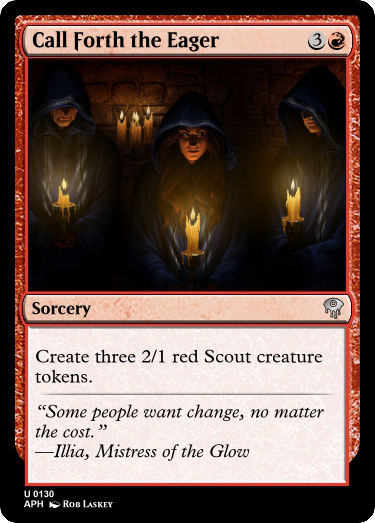 Call Forth the Eager 3
Sorcery
Create three 2/1 red Scout creature
tokens.
“Some people want change, no matter
the cost.”
—Illia, Mistress of the Glow
U 0130
APH Rob Laskey